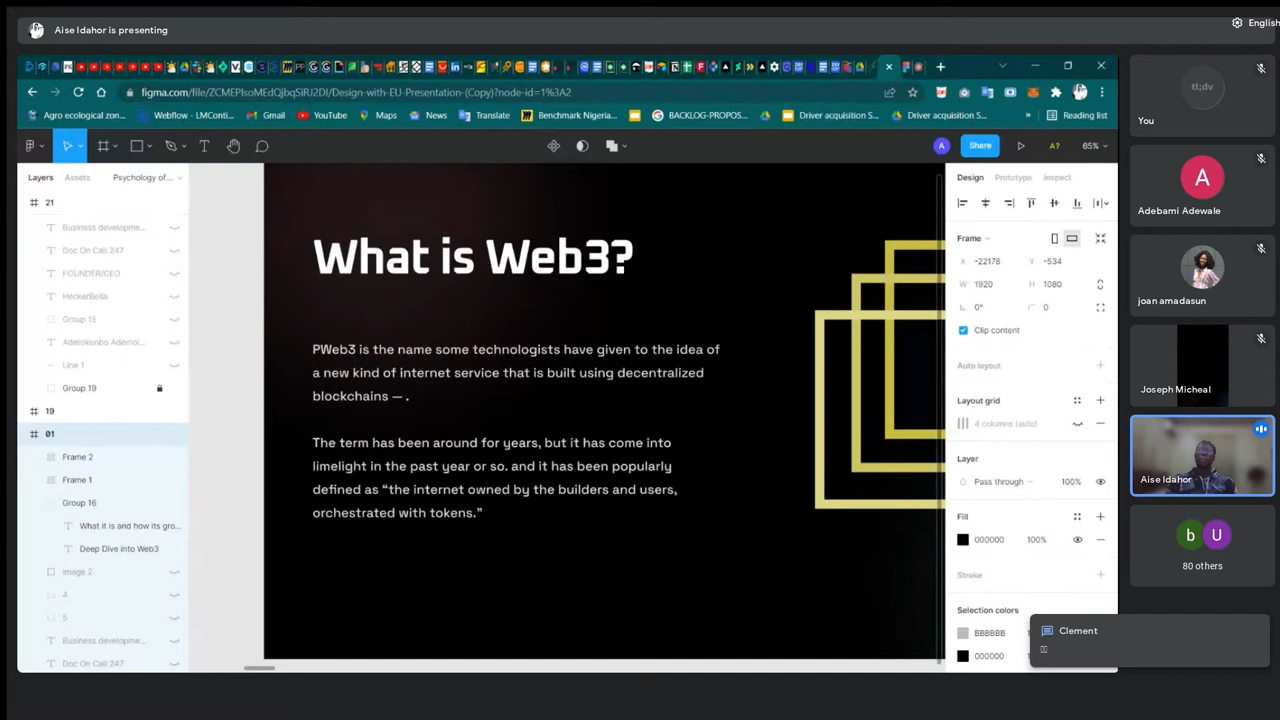 Aise Idahor is presenting
English
figma.com/file/ZCMEPIsoMEdQjbqSiRJ2DI/Design-with-EU-Presentation-(Copy)?node-id=1%3A2
Agro ecological zon...
Webflow - LMConti...
Gmail
YouTube
Maps
News
Translate
Benchmark Nigeria...
BACKLOG-PROPOS...
Driver acquisition S...
Driver acquisition S...
»
Reading list
A
Share
A?
65%
Layers
Assets
Psychology of...
21
Business developme...
Doc On Call 247
FOUNDER/CEO
HeckerBella
Group 15
Adetokunbo Ademol...
Line 1
Group 19
19
01
Frame 2
Frame 1
Group 16
What it is and how its gro...
Deep Dive into Web3
image 2
4
5
Business developme...
Doc On Call 247
What is Web3?
PWeb3 is the name some technologists have given to the idea of
a new kind of internet service that is built using decentralized
blockchains — .
The term has been around for years, but it has come into
limelight in the past year or so. and it has been popularly
defined as “the internet owned by the builders and users,
orchestrated with tokens.”
Design
Prototype
Inspect
Frame
X -22178 Y -534
W 1920 H 1080
0° 0
Clip content
Auto layout
Layout grid
4 columns (auto)
Layer
Pass through 100%
Fill
000000 100%
Stroke
Selection colors
BBBBBB
000000
tl;dv
You
A
Adebami Adewale
joan amadasun
Joseph Micheal
Aise Idahor
b U
80 others
Clement